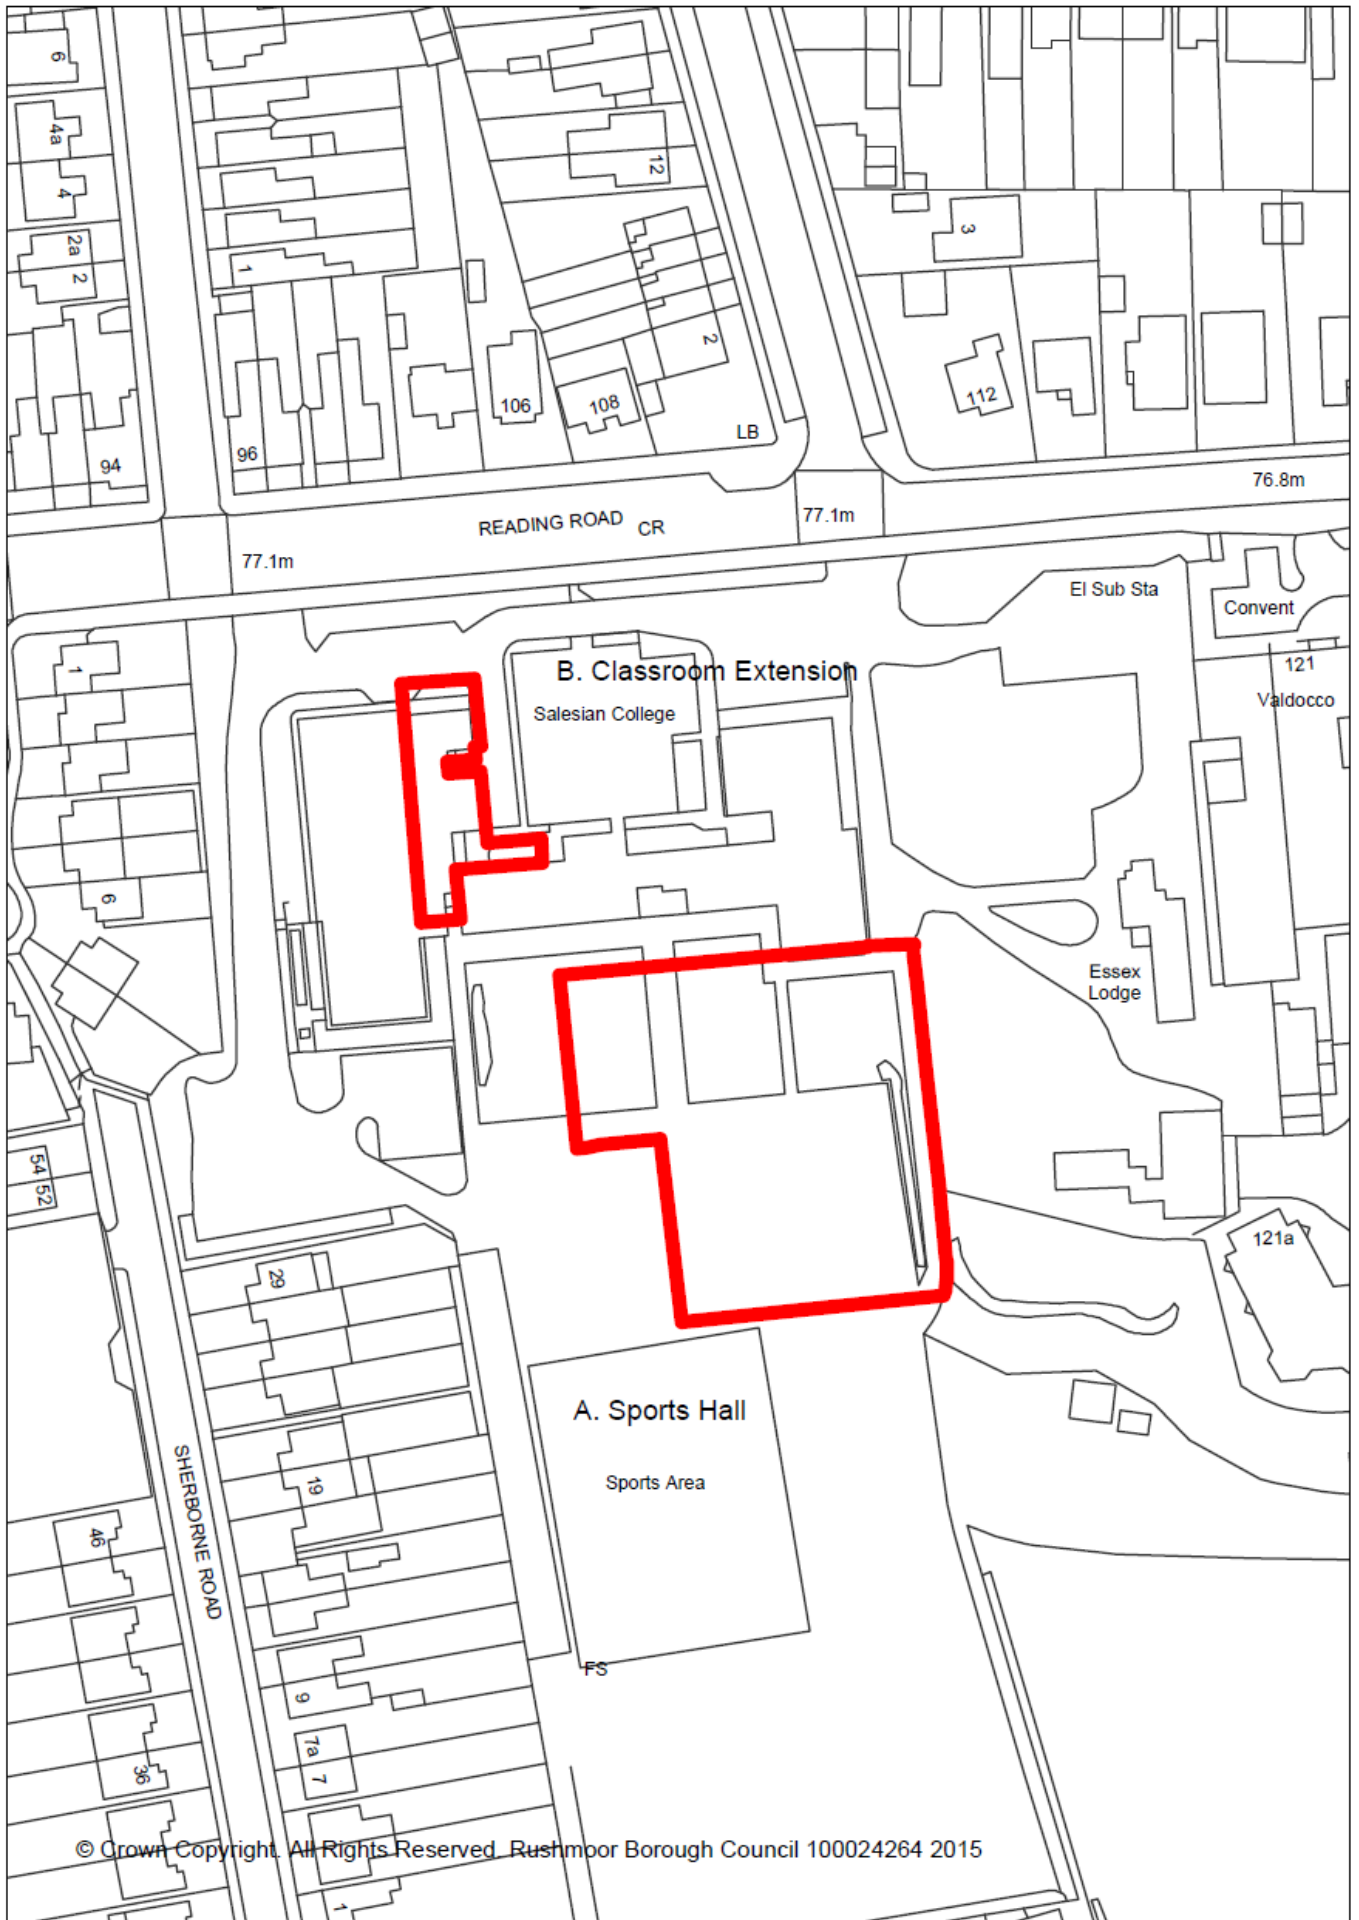 6
4a
4
2a
2
1
12
3
2
106
108
112
LB
94
96
76.8m
READING ROAD
CR
77.1m
77.1m
El Sub Sta
Convent
121
Valdocco
1
B. Classroom Extension
Salesian College
6
Essex
Lodge
54
52
121a
29
A. Sports Hall
Sports Area
19
SHERBORNE ROAD
46
FS
9
7a
7
36
© Crown Copyright. All Rights Reserved. Rushmoor Borough Council 100024264 2015
1